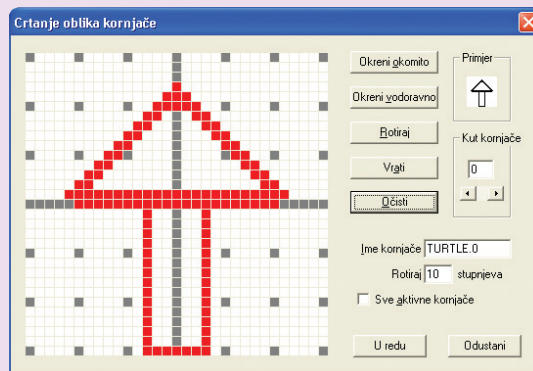 Crtanje oblika kornjače
Okreni okomito
Primjer
Okreni vodoravno
Rotiraj
Kut kornjače
Vrati
0
Očisti
Ime kornjače TURTLE.0
Rotiraj 10 stupnjeva
Sve aktivne kornjače
U redu
Odustani